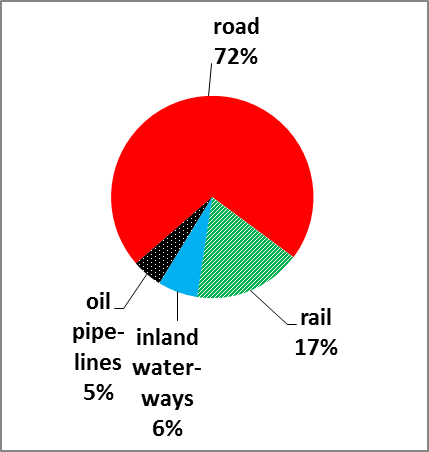 road
72%
rail
17%
inland
water-
ways
6%
oil
pipe-
lines
5%